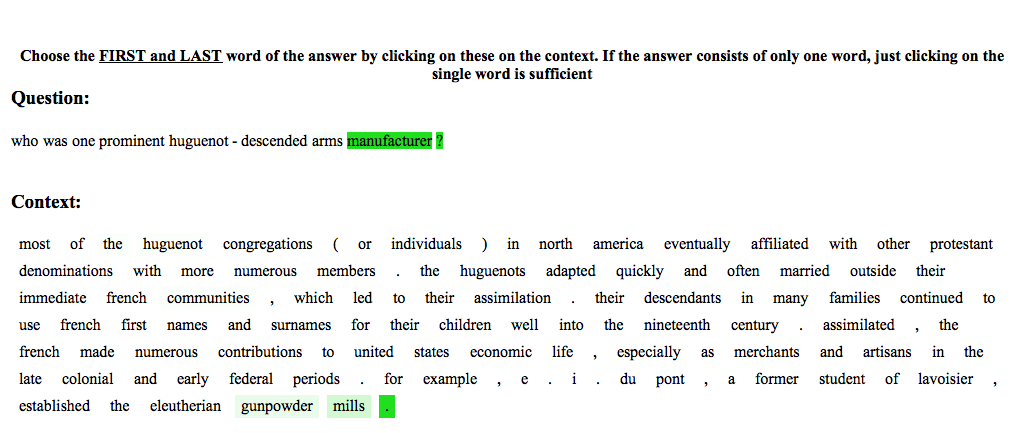 Choose the FIRST and LAST word of the answer by clicking on these on the context. If the answer consists of only one word, just clicking on the
single word is sufficient
Question:
who was one prominent huguenot - descended arms manufacturer ?
Context:
most of the huguenot congregations ( or individuals ) in north america eventually affiliated with other protestant
denominations with more numerous members . the huguenots adapted quickly and often married outside their
immediate french communities , which led to their assimilation . their descendants in many families continued to
use french first names and surnames for their children well into the nineteenth century . assimilated , the
french made numerous contributions to united states economic life , especially as merchants and artisans in the
late colonial and early federal periods . for example , e . i . du pont , a former student of lavoisier ,
established the eleutherian gunpowder mills .